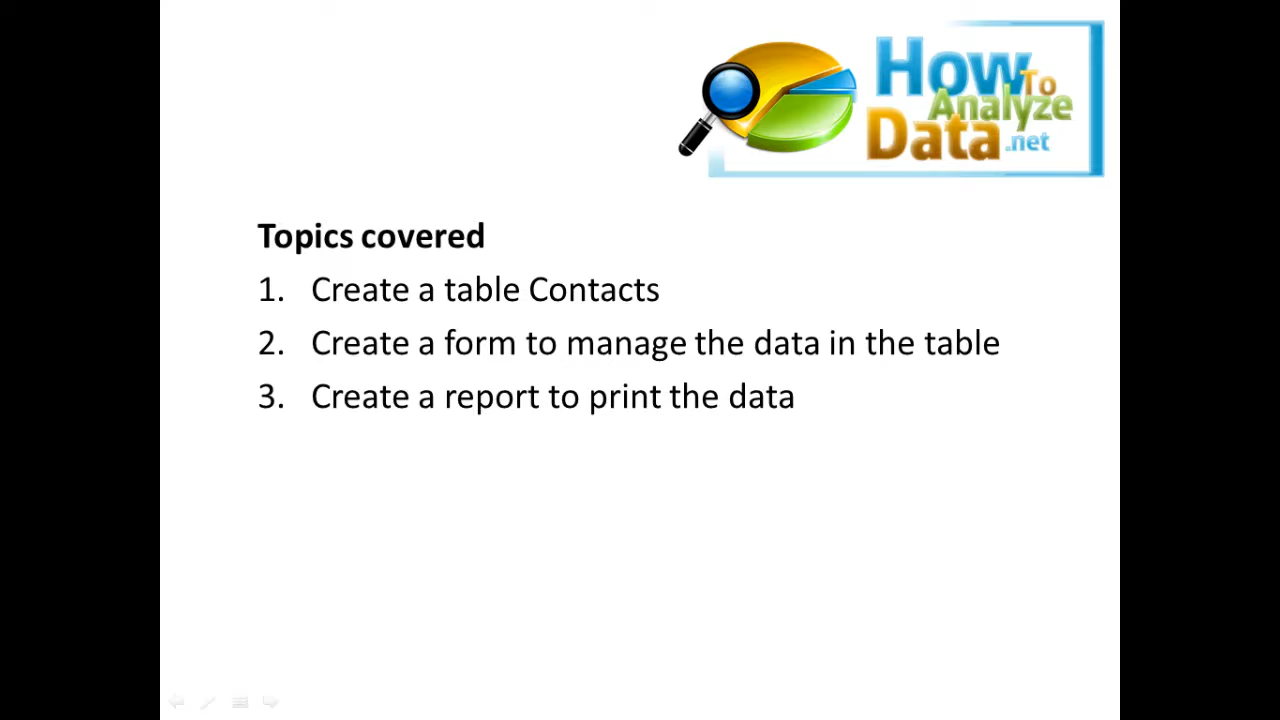 How To
Analyze
Data .net
Topics covered
1. Create a table Contacts
2. Create a form to manage the data in the table
3. Create a report to print the data